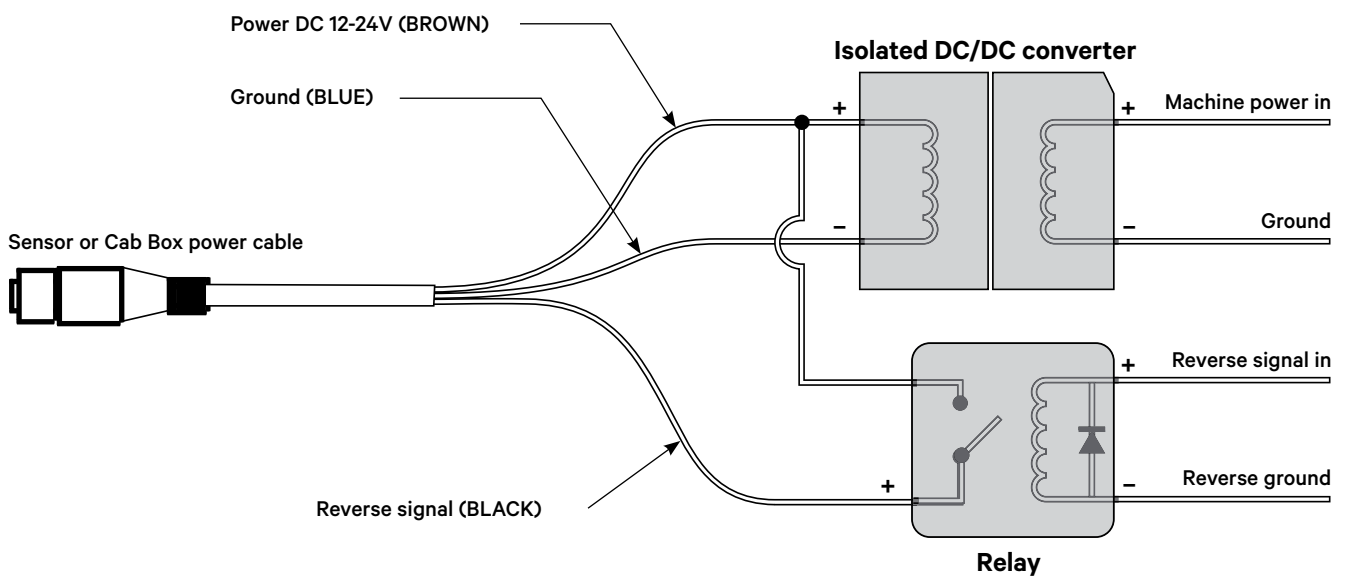 Power DC 12-24V (BROWN)
Isolated DC/DC converter
Ground (BLUE)
+
+
Machine power in
–
–
Ground
Sensor or Cab Box power cable
+
Reverse signal in
+
–
Reverse ground
Reverse signal (BLACK)
Relay